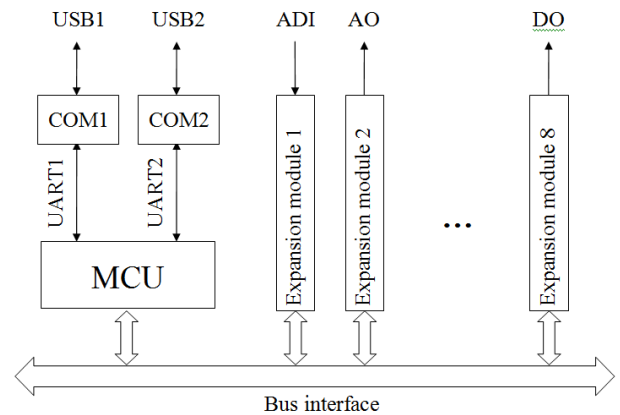 USB1 USB2 ADI AO DO
COM1 COM2
UART1
UART2
MCU
Expansion module 1
Expansion module 2
...
Expansion module 8
Bus interface